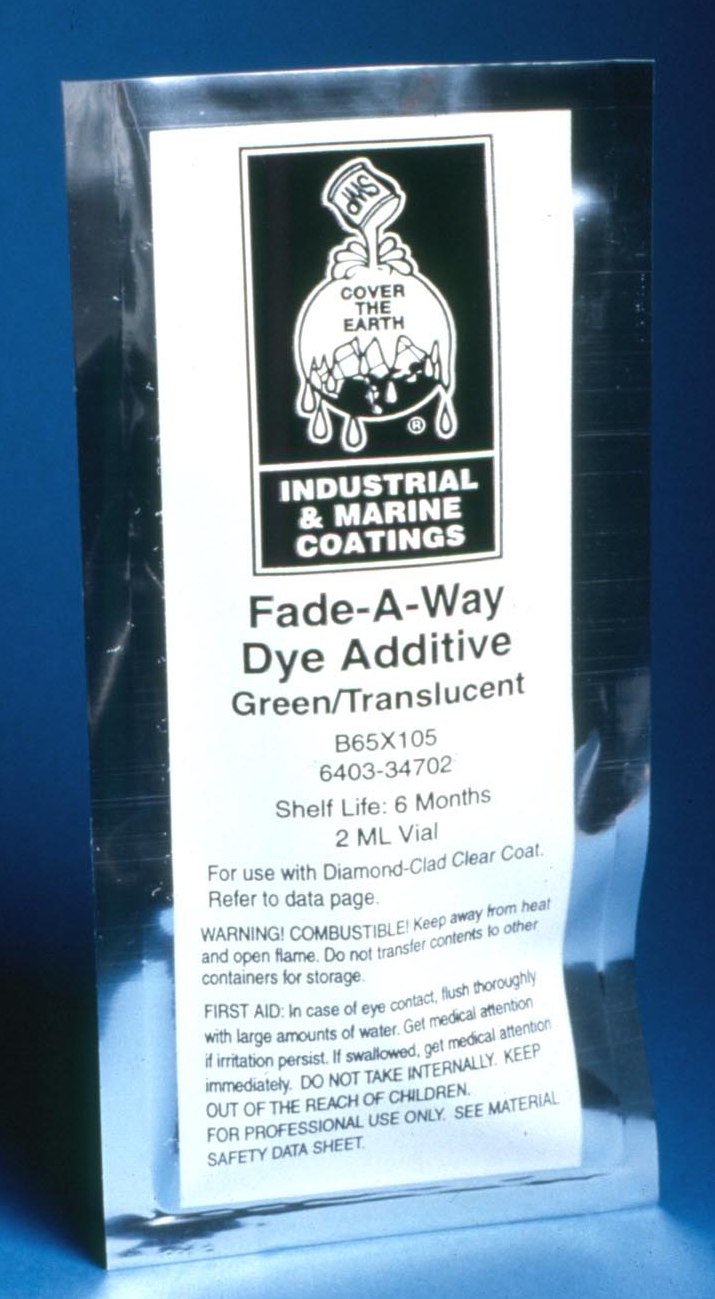 SWP
COVER
THE
EARTH
®
INDUSTRIAL
& MARINE
COATINGS
Fade-A-Way
Dye Additive
Green/Translucent
B65X105
6403-34702
Shelf Life: 6 Months
2 ML Vial
For use with Diamond-Clad Clear Coat.
Refer to data page.
WARNING! COMBUSTIBLE! Keep away from heat
and open flame. Do not transfer contents to other
containers for storage.
FIRST AID: In case of eye contact, flush thoroughly
with large amounts of water. Get medical attention
if irritation persist. If swallowed, get medical attention
immediately. DO NOT TAKE INTERNALLY. KEEP
OUT OF THE REACH OF CHILDREN.
FOR PROFESSIONAL USE ONLY. SEE MATERIAL
SAFETY DATA SHEET.